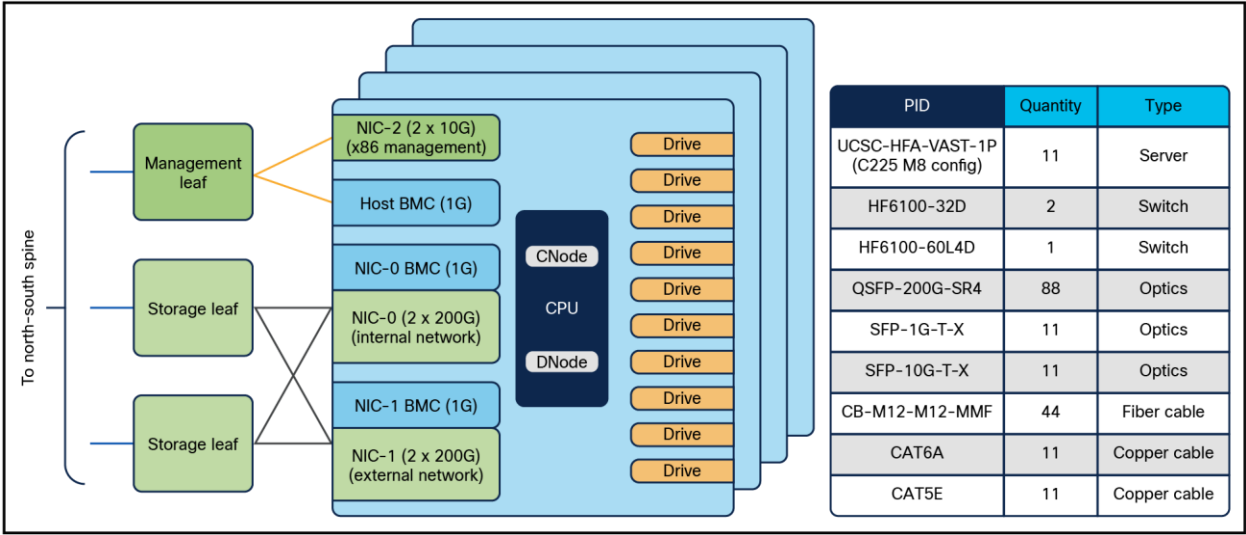 To north-south spine
Management
leaf
Storage leaf
Storage leaf
NIC-2 (2 x 10G)
(x86 management)
Host BMC (1G)
NIC-0 BMC (1G)
NIC-0 (2 x 200G)
(internal network)
NIC-1 BMC (1G)
NIC-1 (2 x 200G)
(external network)
CNode
CPU
DNode
Drive
Drive
Drive
Drive
Drive
Drive
Drive
Drive
Drive
Drive
PID Quantity Type
UCSC-HFA-VAST-1P
(C225 M8 config) 11 Server
HF6100-32D 2 Switch
HF6100-60L4D 1 Switch
QSFP-200G-SR4 88 Optics
SFP-1G-T-X 11 Optics
SFP-10G-T-X 11 Optics
CB-M12-M12-MMF 44 Fiber cable
CAT6A 11 Copper cable
CAT5E 11 Copper cable